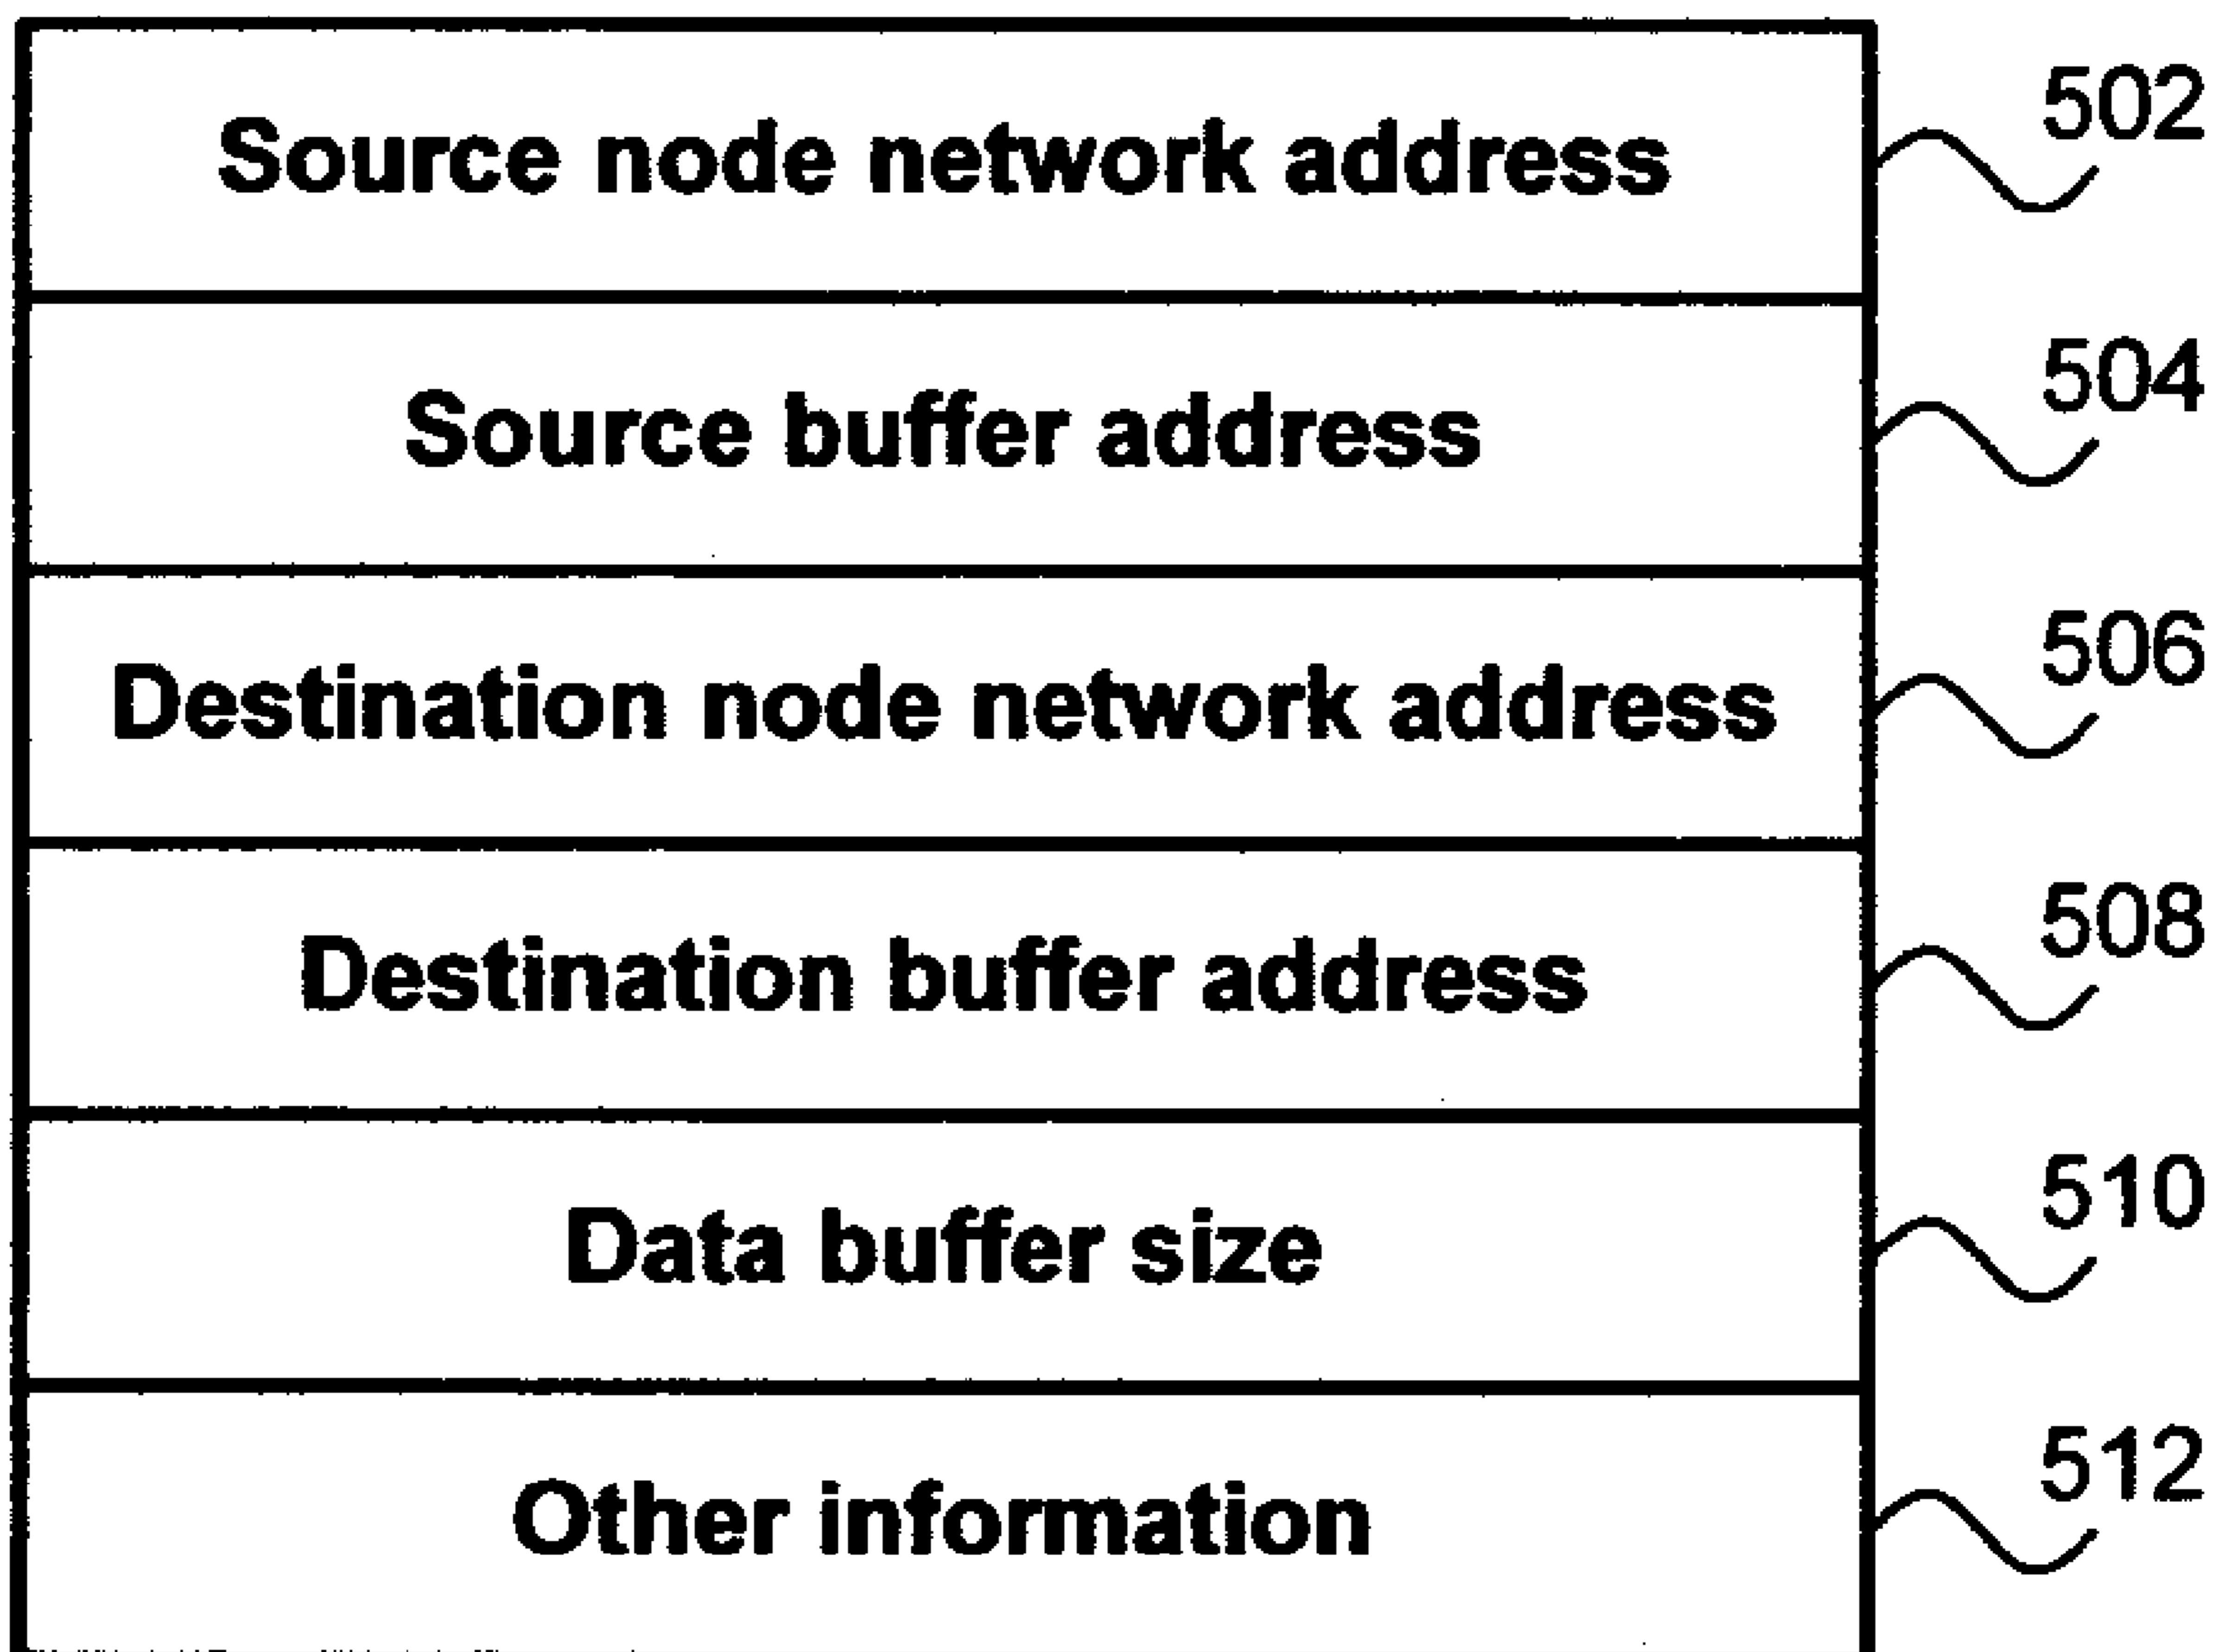 Source node network address
502
Source buffer address
504
Destination node network address
506
Destination buffer address
508
Data buffer size
510
Other information
512